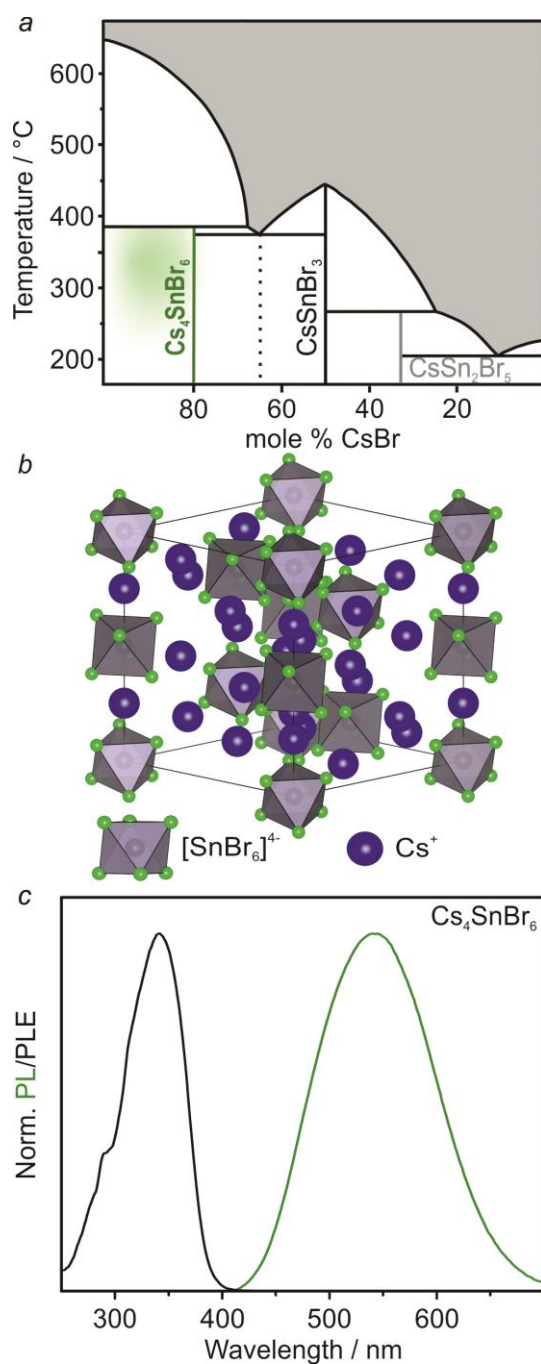 a
Temperature / °C
600
500
400
300
200
Cs₄SnBr₆
CsSnBr₃
CsSn₂Br₅
80 60 40 20
mole % CsBr
b
[SnBr₆]⁴⁻ Cs⁺
c
Cs₄SnBr₆
Norm. PL/PLE
300 400 500 600
Wavelength / nm